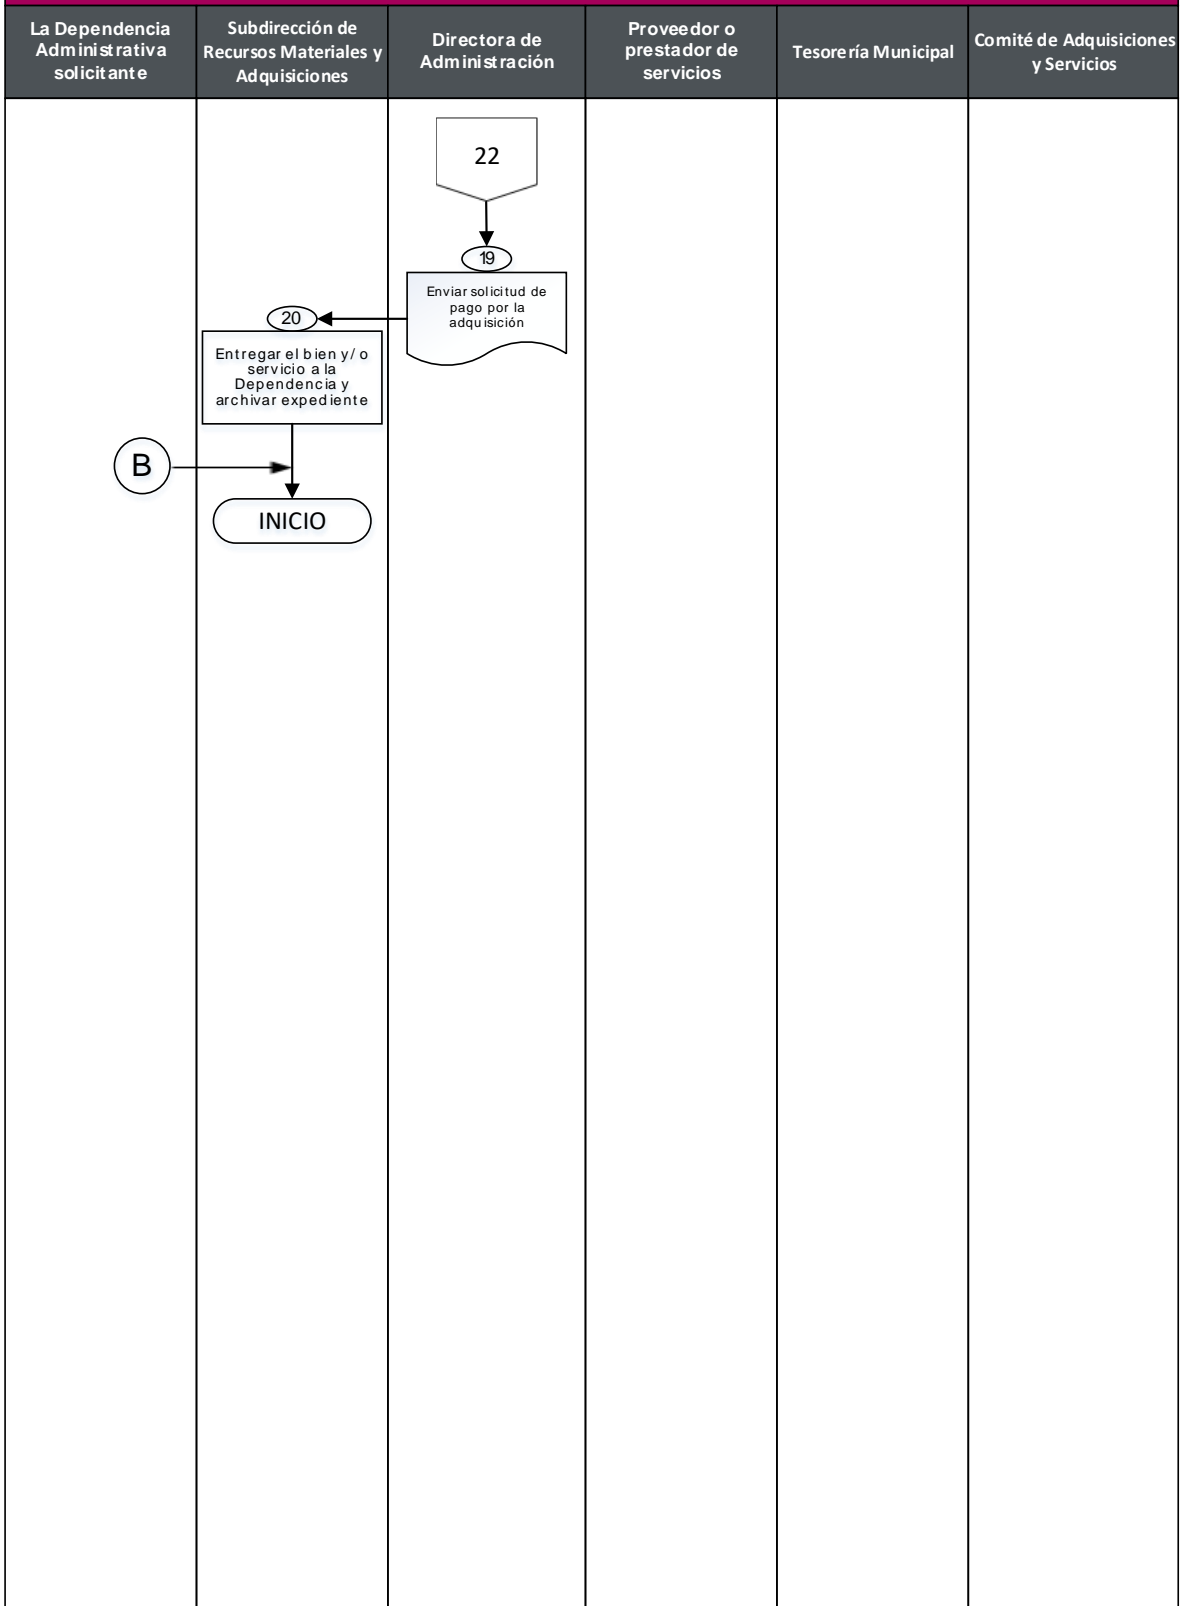 La Dependencia
Administrativa
solicitante
Subdirección de
Recursos Materiales y
Adquisiciones
Directora de
Administración
Proveedor o
prestador de
servicios
Tesorería Municipal
Comité de Adquisiciones
y Servicios
22
19
Enviar solicitud de
pago por la
adquisición
20
Entregar el bien y/o
servicio a la
Dependencia y
archivar expediente
B
INICIO